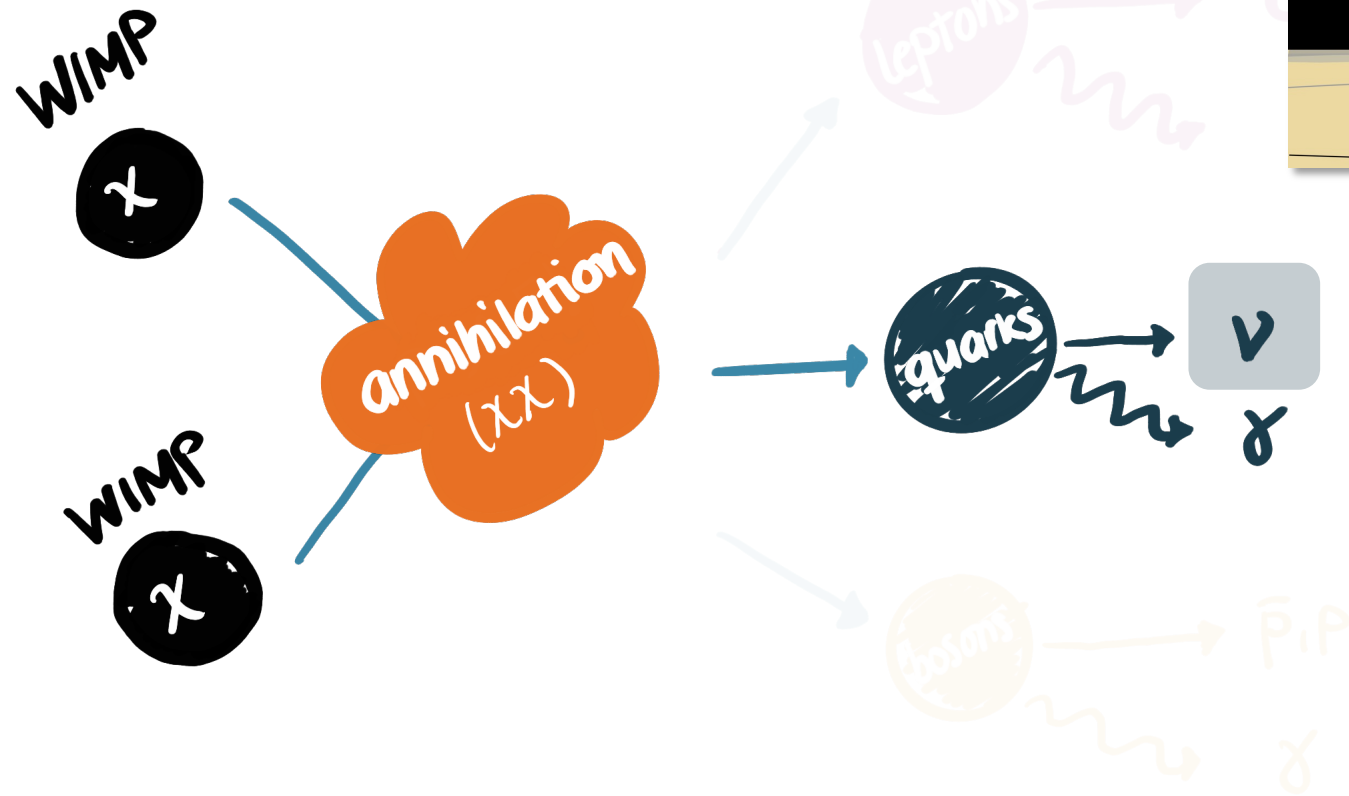 WIMP
χ
annihilation
(χχ)
WIMP
χ
leptons
quarks
ν
γ
bosons
p̄,p
γ